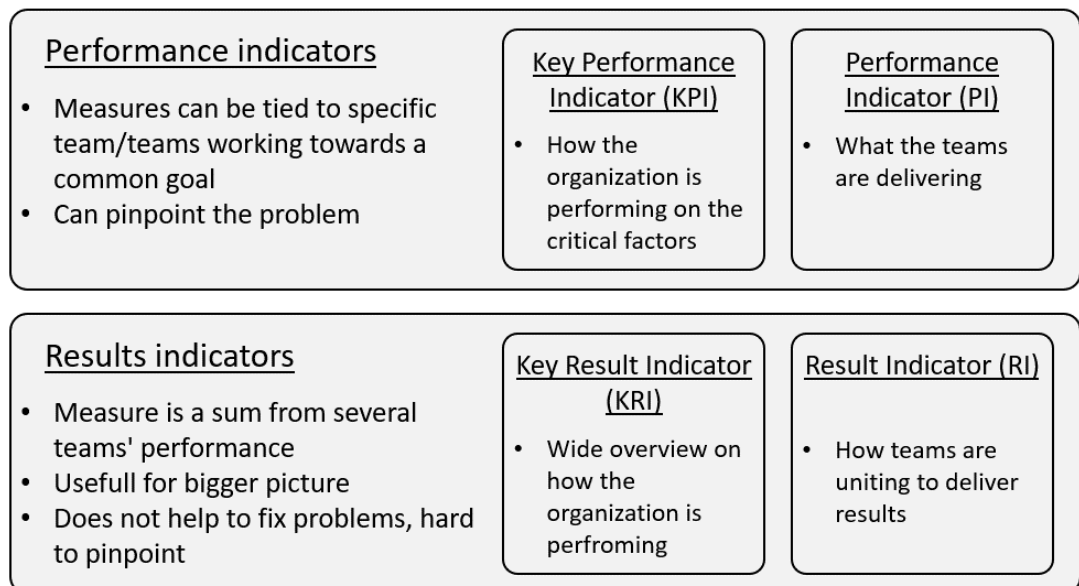 Performance indicators
• Measures can be tied to specific
team/teams working towards a
common goal
• Can pinpoint the problem
Key Performance
Indicator (KPI)
• How the
organization is
performing on the
critical factors
Performance
Indicator (PI)
• What the teams
are delivering
Results indicators
• Measure is a sum from several
teams' performance
• Usefull for bigger picture
• Does not help to fix problems, hard
to pinpoint
Key Result Indicator
(KRI)
• Wide overview on
how the
organization is
perfroming
Result Indicator (RI)
• How teams are
uniting to deliver
results